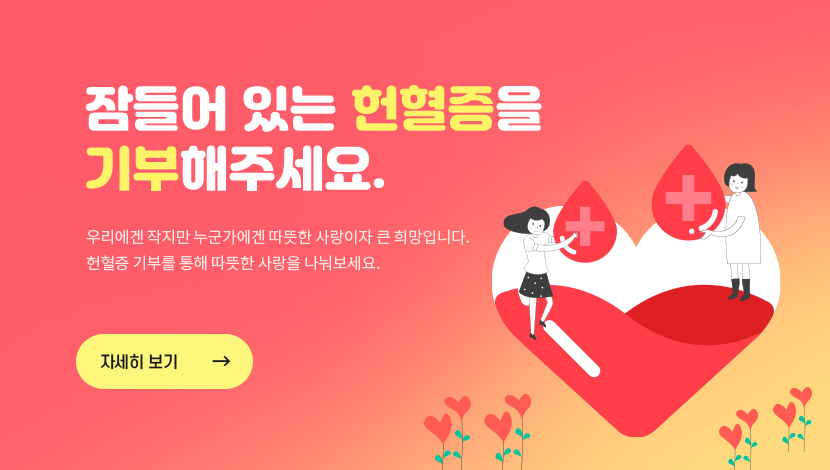 잠들어 있는 헌혈증을
기부해주세요.
우리에겐 작지만 누군가에겐 따뜻한 사랑이자 큰 희망입니다.
헌혈증 기부를 통해 따뜻한 사랑을 나눠보세요.
자세히 보기 →